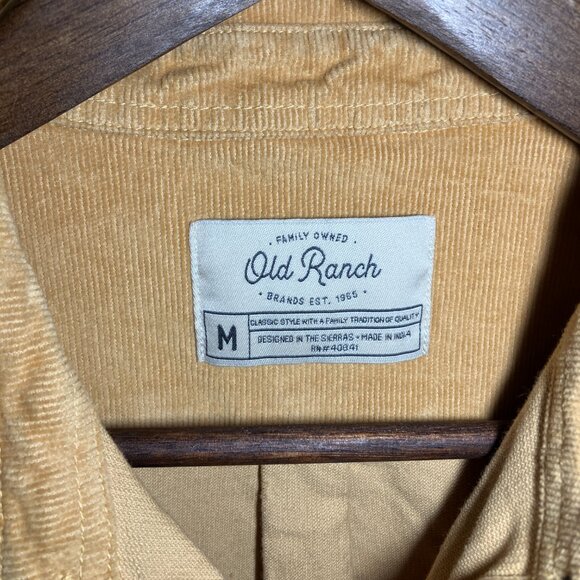 · FAMILY OWNED ·
Old Ranch
· BRANDS EST. 1965 ·
M
CLASSIC STYLE WITH A FAMILY TRADITION OF QUALITY
DESIGNED IN THE SIERRAS • MADE IN INDIA
RN#40841